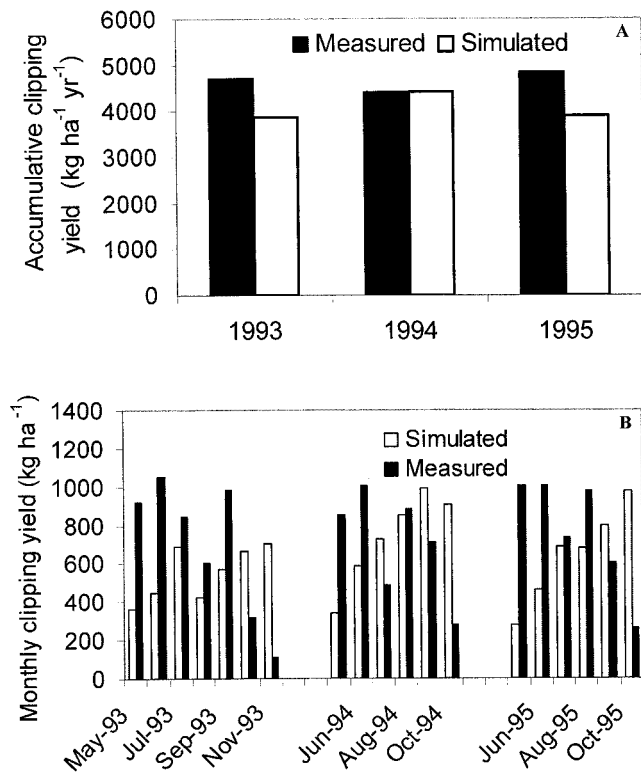 A
Measured Simulated
Accumulative clipping
yield (kg ha⁻¹ yr⁻¹)
6000
5000
4000
3000
2000
1000
0
1993 1994 1995
B
Simulated
Measured
Monthly clipping yield (kg ha⁻¹)
1400
1200
1000
800
600
400
200
0
May-93 Jul-93 Sep-93 Nov-93 Jun-94 Aug-94 Oct-94 Jun-95 Aug-95 Oct-95